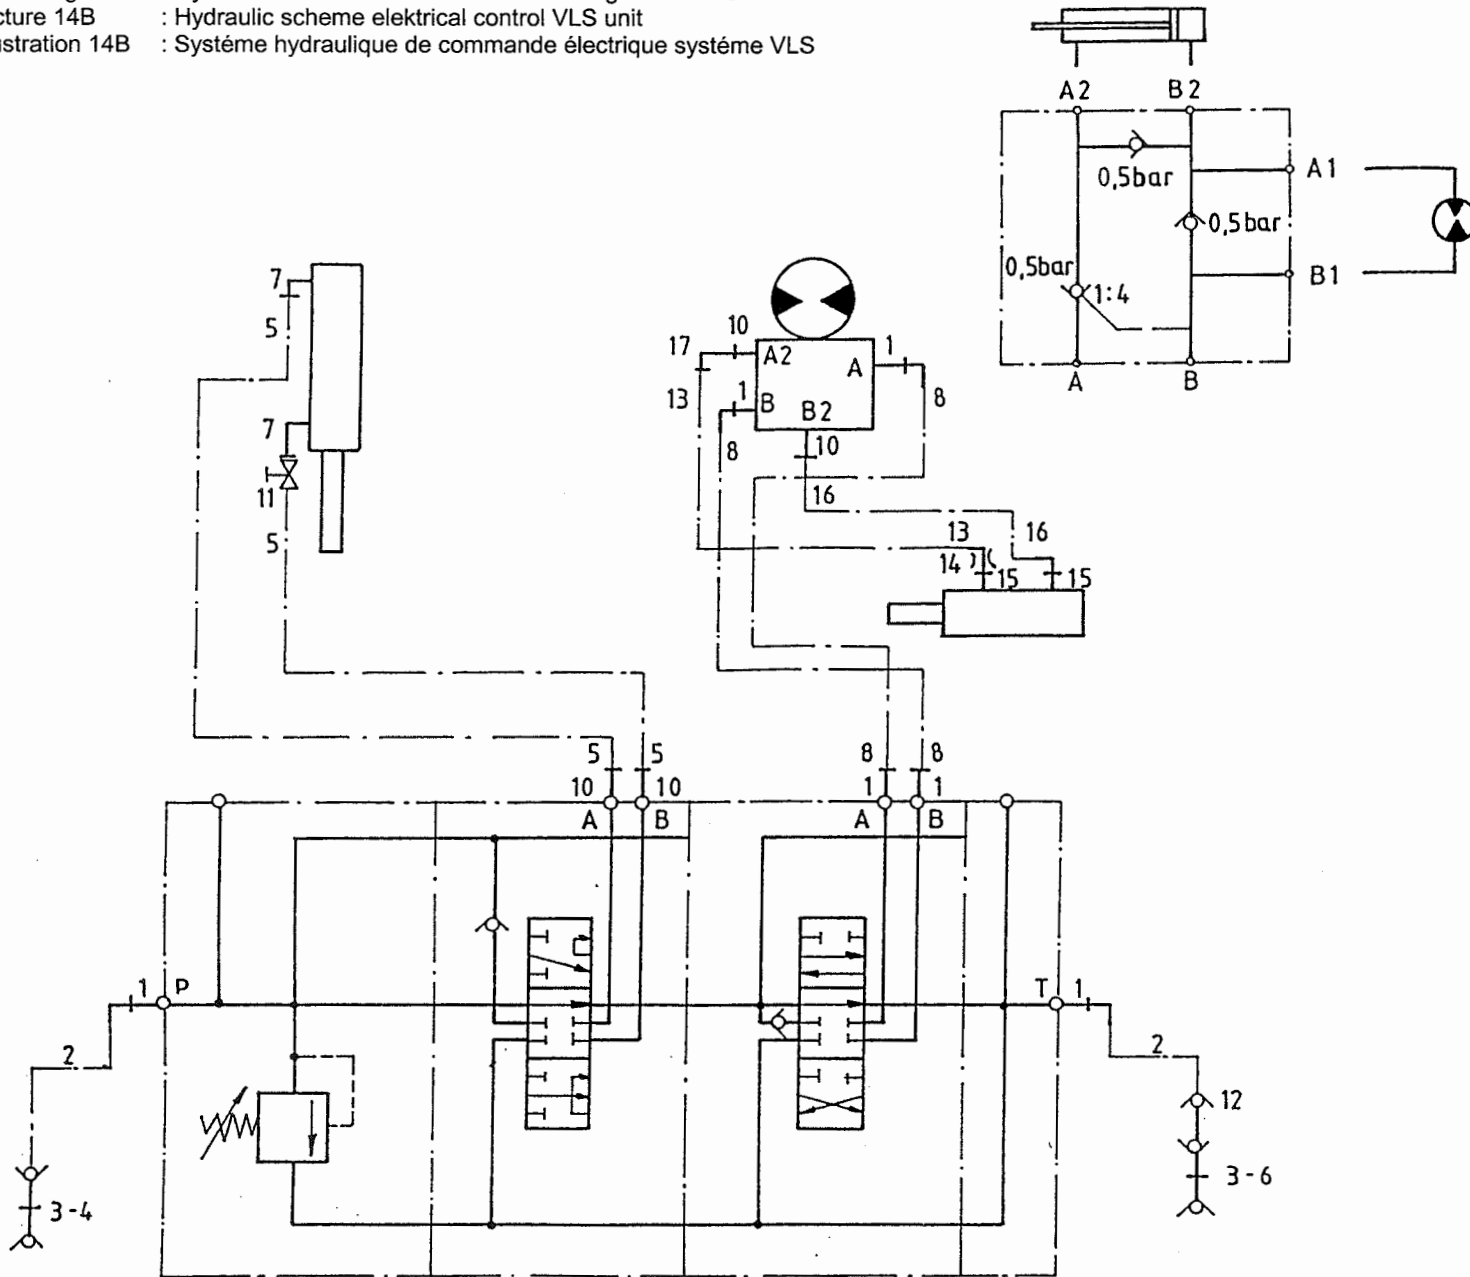 cture 14B : Hydraulic scheme elektrical control VLS unit
ustration 14B : Systéme hydraulique de commande électrique systéme VLS
A2 B2
0,5bar
A1
0,5bar
0,5bar
1:4
B1
A B
7
5
7
11
5
10
17
A2 A 1
13 1 B 8
B2
8 10
16
13 16
14 15 15
5 5 8 8
10 10 1 1
A B A B
1 P T 1
2 2
12
3-4 3-6